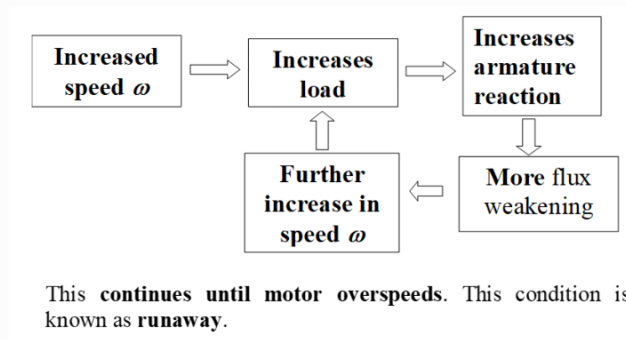 Increased
speed ω
Increases
load
Increases
armature
reaction
More flux
weakening
Further
increase in
speed ω
This continues until motor overspeeds. This condition is
known as runaway.